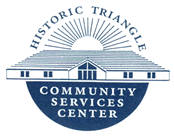 HISTORIC TRIANGLE
COMMUNITY
SERVICES
CENTER